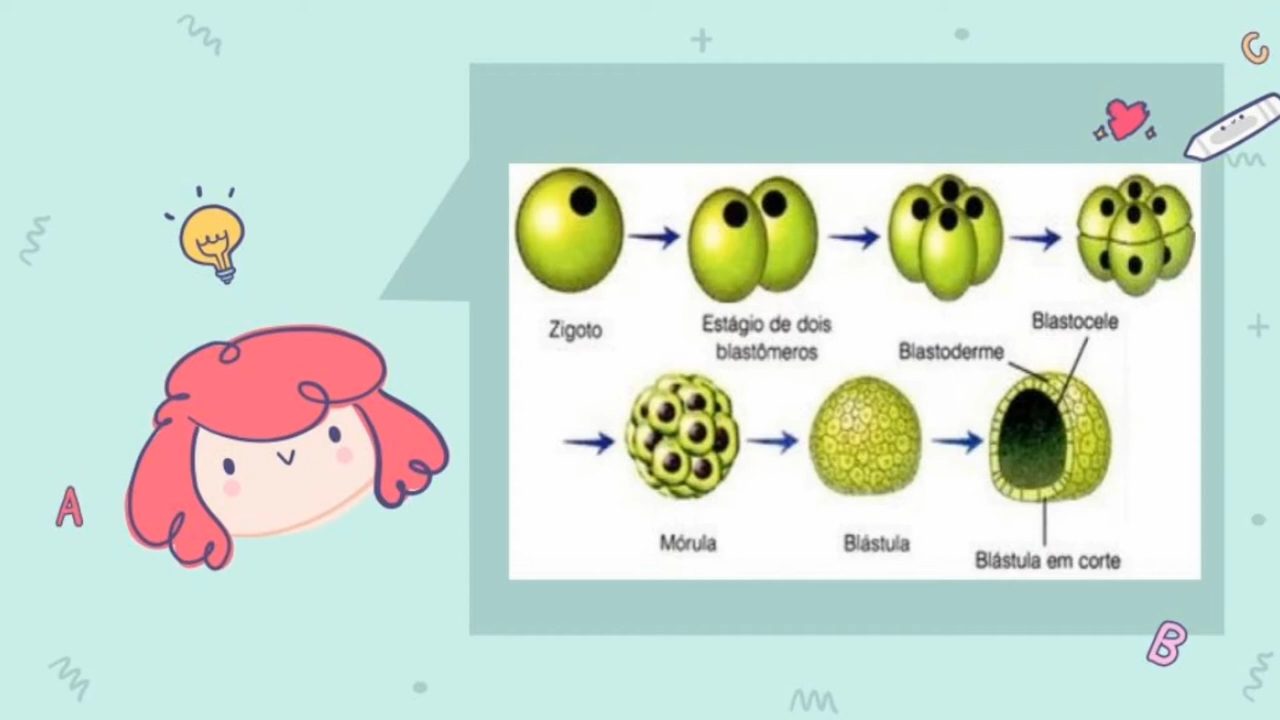 C
Zigoto
Estágio de dois
blastômeros
Blastocele
Blastoderme
A
Mórula
Blástula
Blástula em corte
B